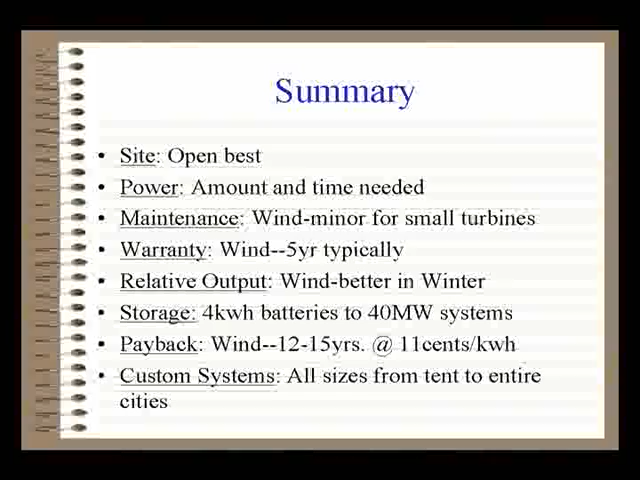 Summary
• Site: Open best
• Power: Amount and time needed
• Maintenance: Wind-minor for small turbines
• Warranty: Wind--5yr typically
• Relative Output: Wind-better in Winter
• Storage: 4kwh batteries to 40MW systems
• Payback: Wind--12-15yrs. @ 11cents/kwh
• Custom Systems: All sizes from tent to entire
cities